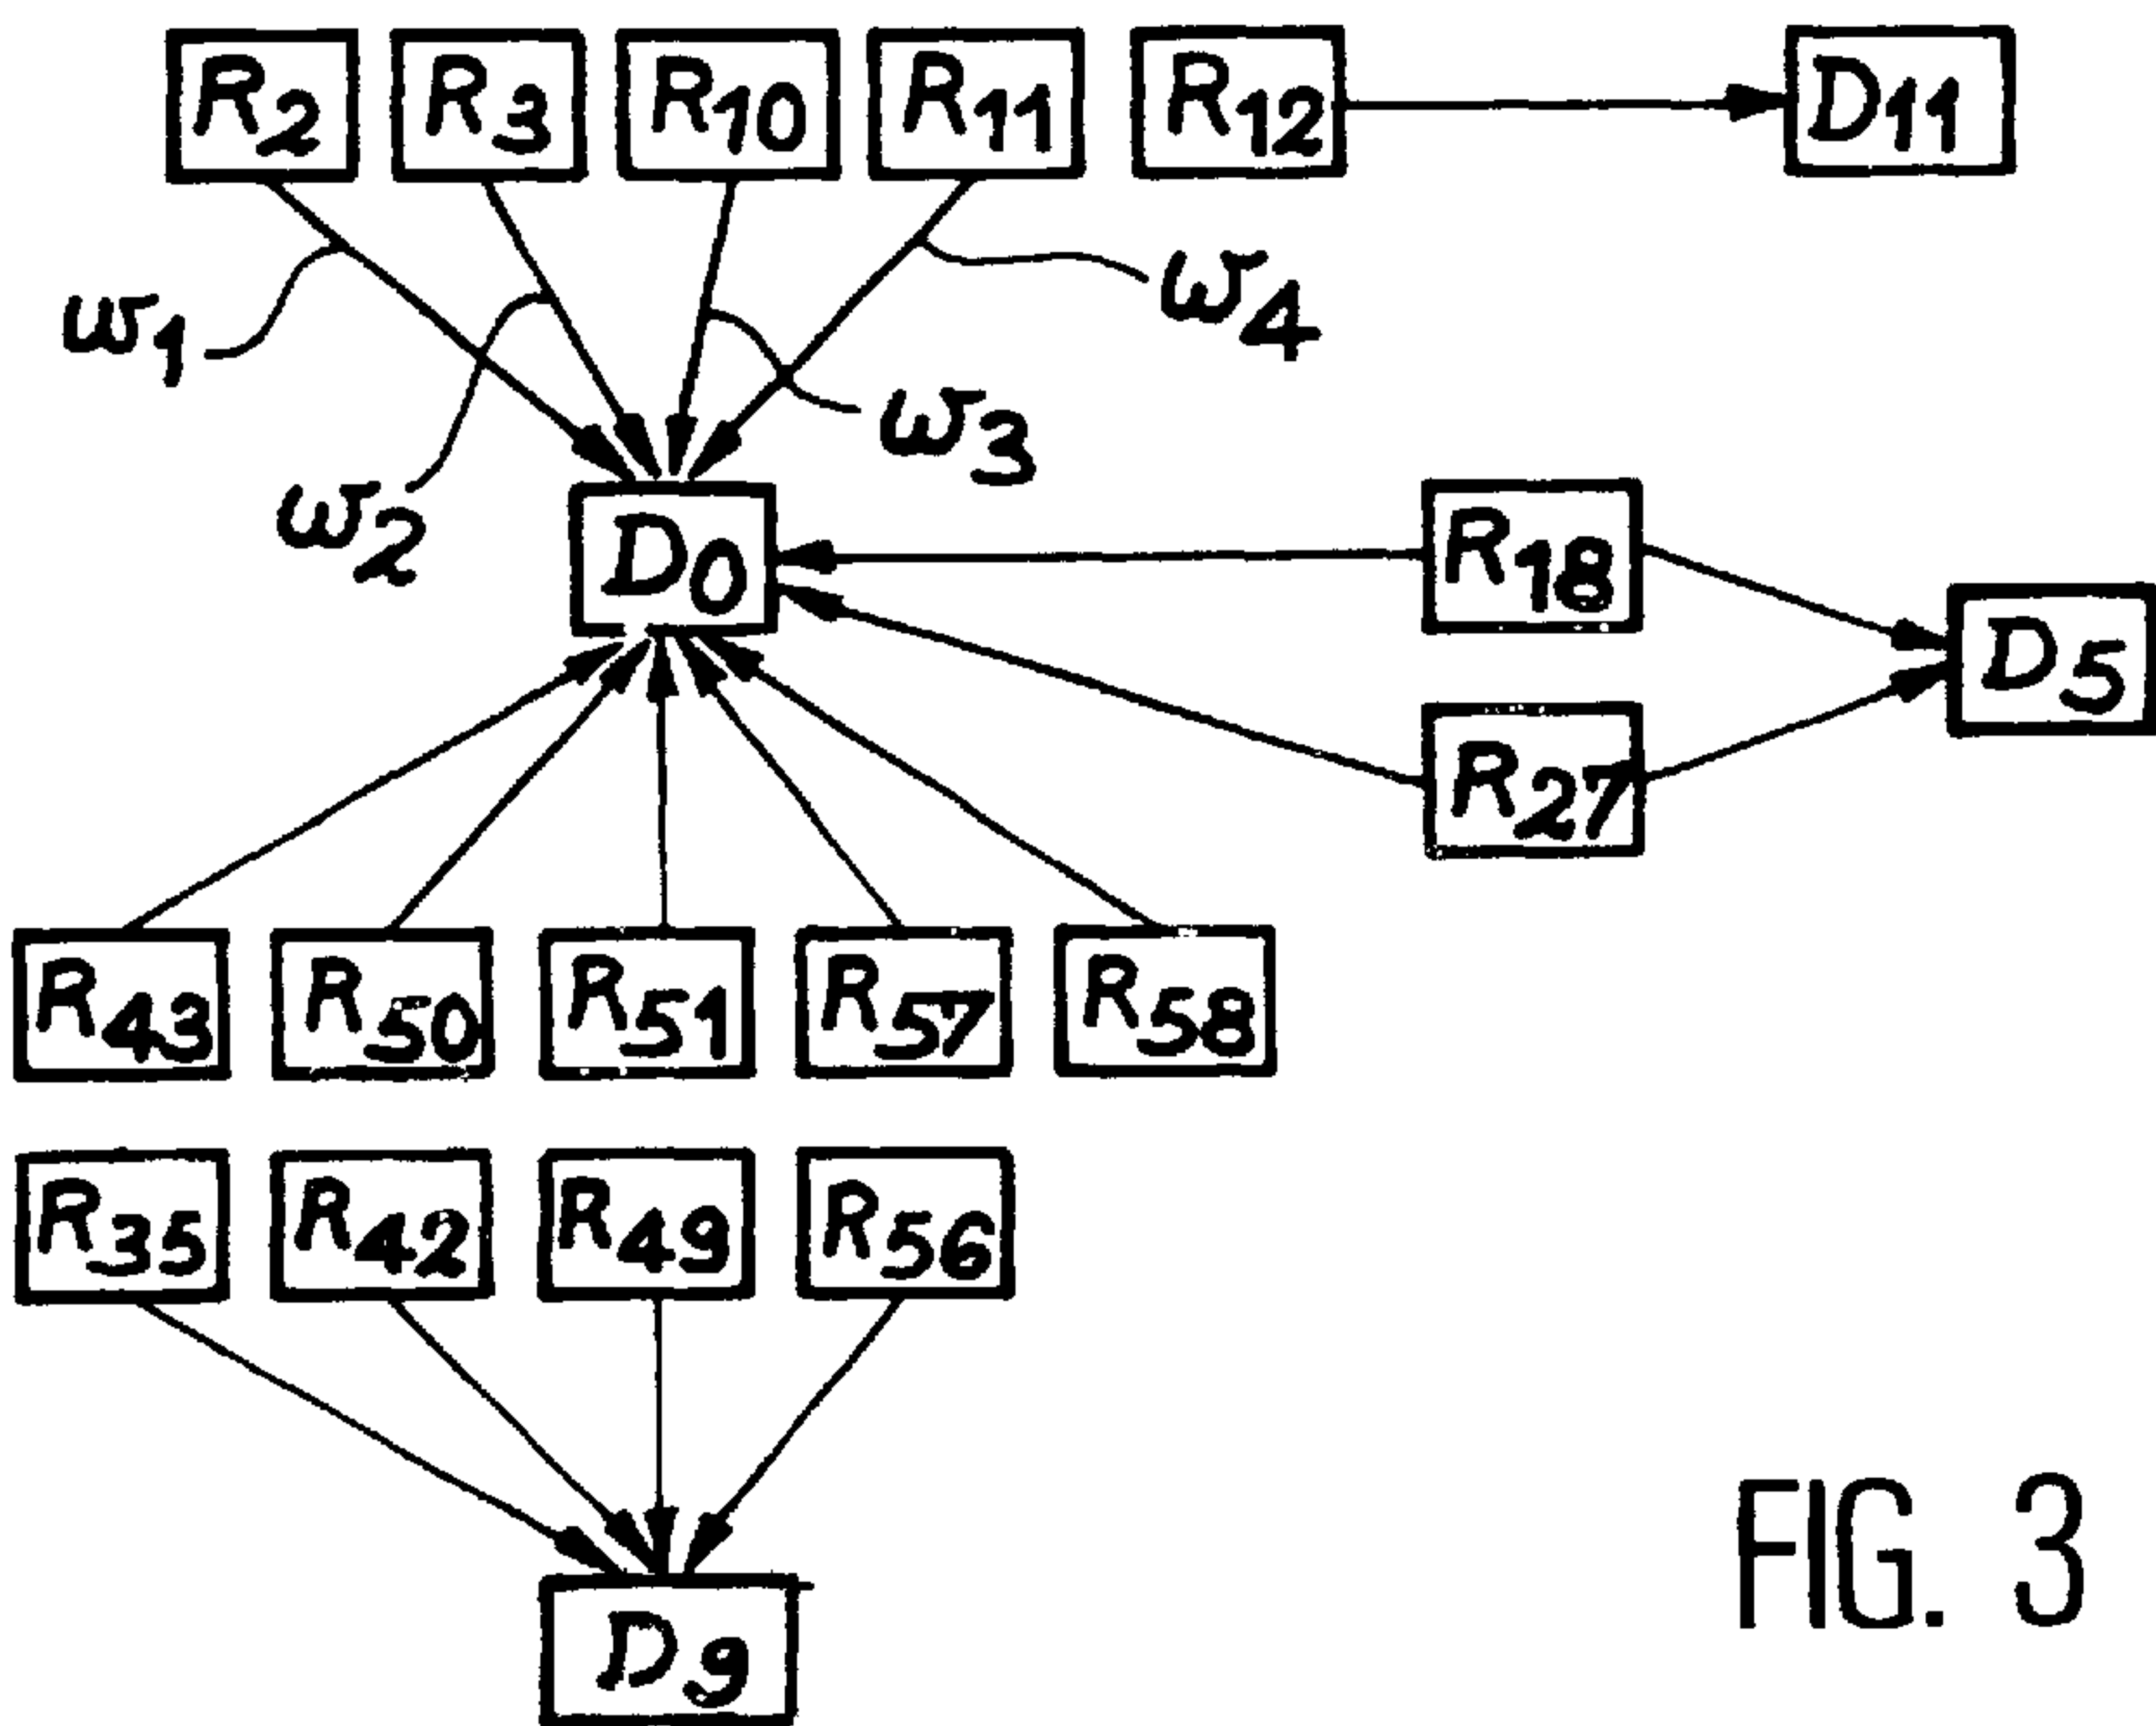 R2 R3 R10 R11 R12 D11
ω1 ω4
ω3
ω2
D0 R18
D5
R27
R43 R50 R51 R57 R58
R35 R42 R49 R56
D9
FIG. 3